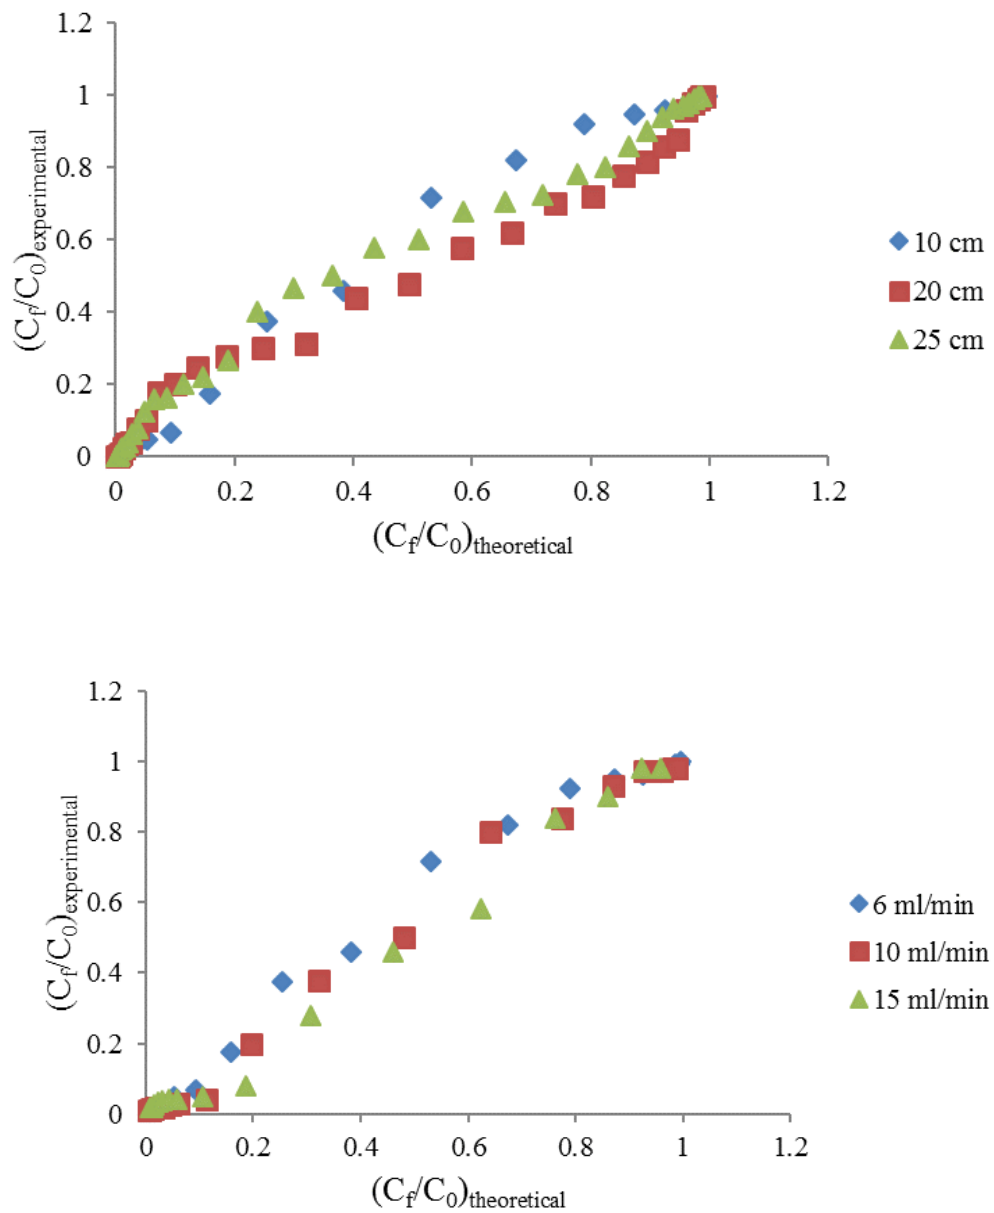 1.2
1
0.8
0.6
0.4
0.2
0
(Cf/C0)experimental
0 0.2 0.4 0.6 0.8 1 1.2
(Cf/C0)theoretical
10 cm
20 cm
25 cm
1.2
1
0.8
0.6
0.4
0.2
0
(Cf/C0)experimental
0 0.2 0.4 0.6 0.8 1 1.2
(Cf/C0)theoretical
6 ml/min
10 ml/min
15 ml/min